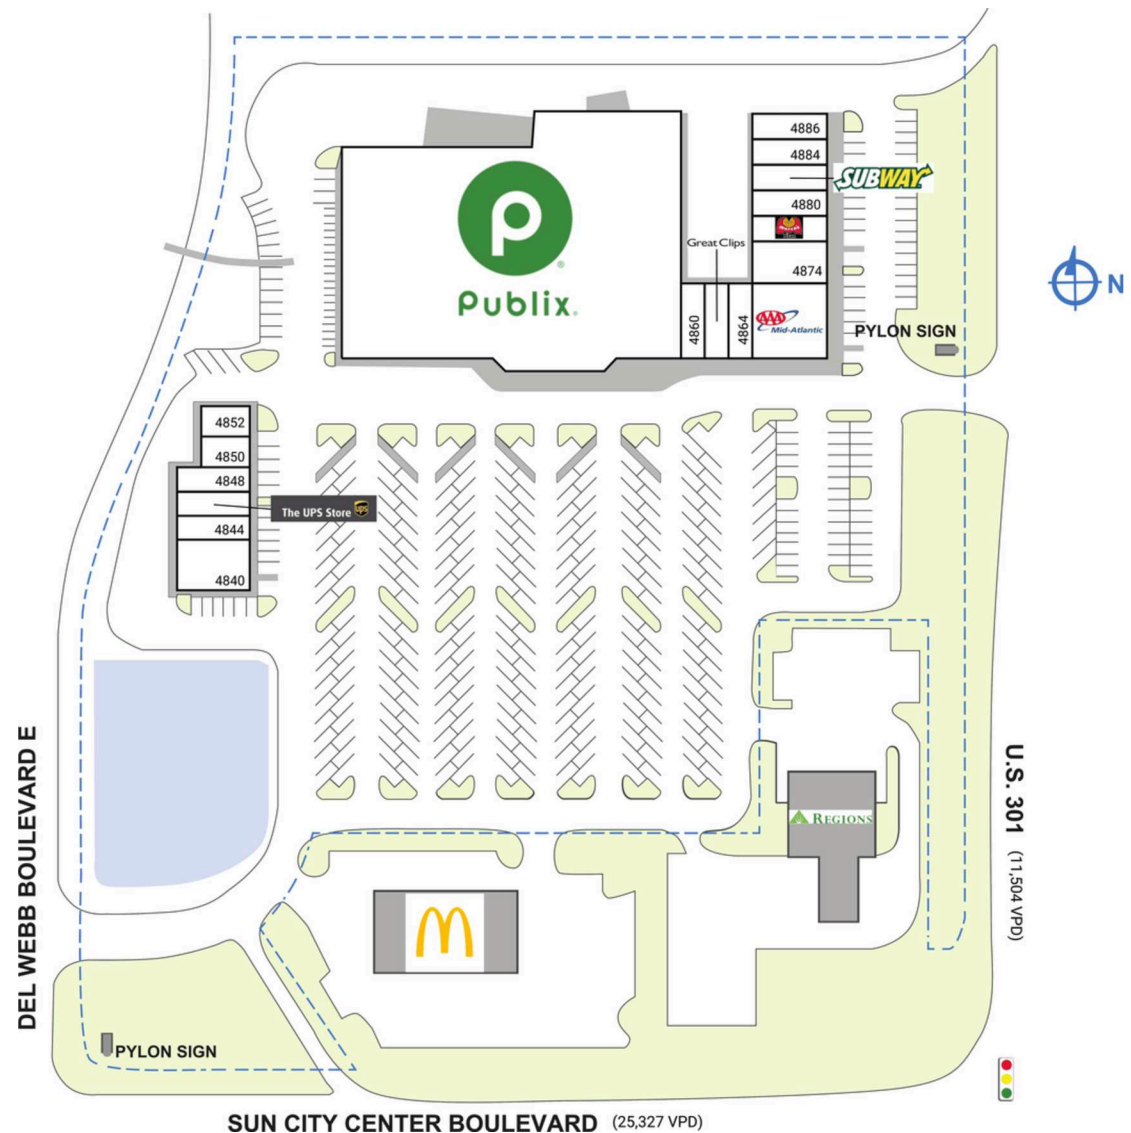 4886
4884
SUBWAY
4880
Great Clips
4874
Publix
4860
4864
AAA
Mid-Atlantic
N
PYLON SIGN
4852
4850
4848
The UPS Store
ups
4844
4840
DEL WEBB BOULEVARD E
U.S. 301 (11,504 VPD)
REGIONS
PYLON SIGN
SUN CITY CENTER BOULEVARD (25,327 VPD)